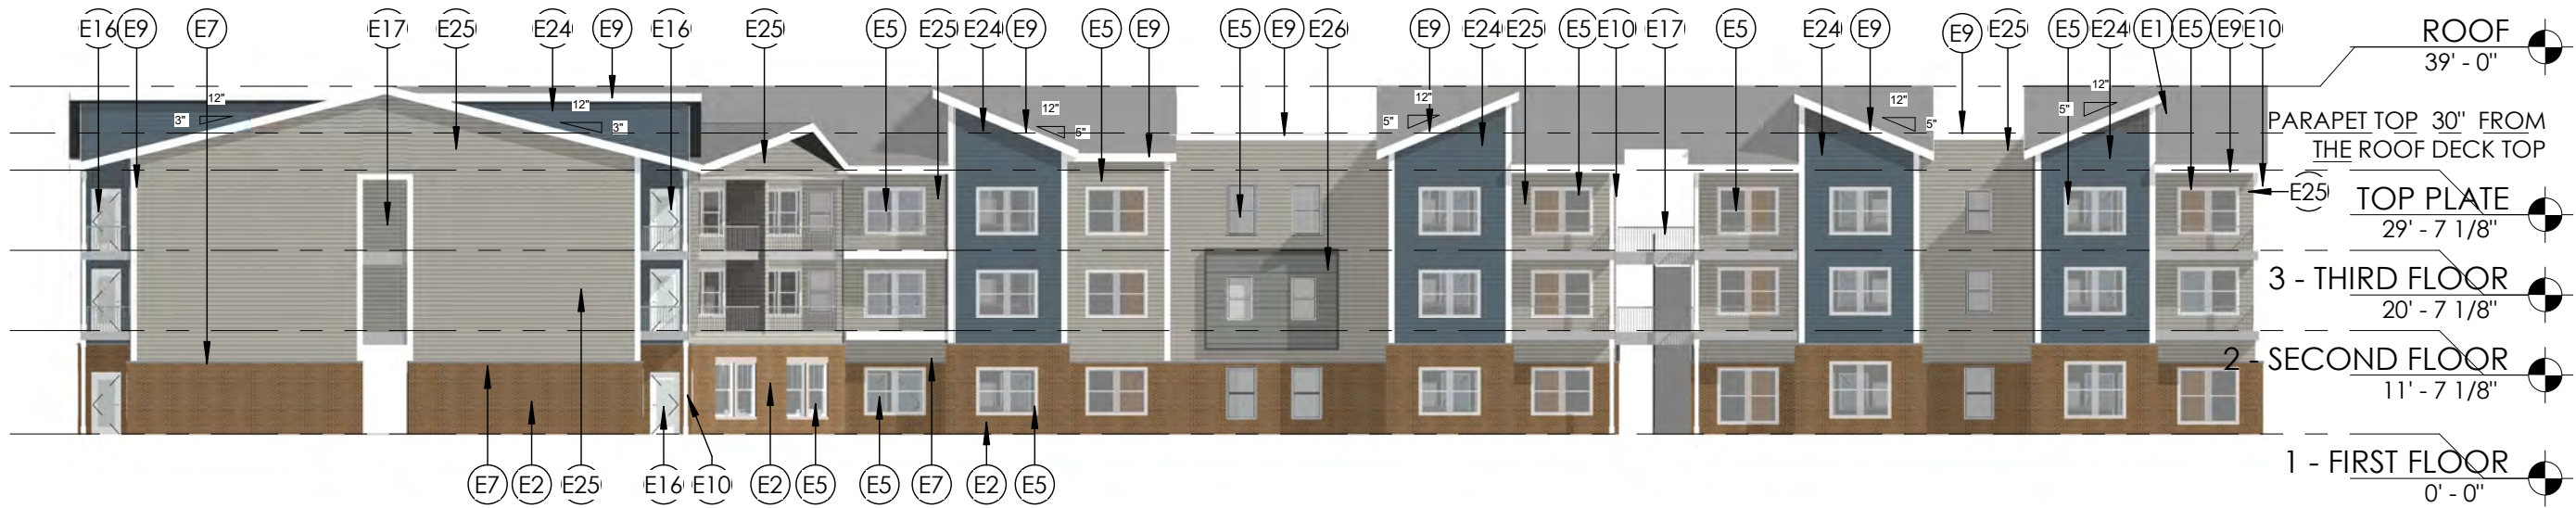 E16 E9 E7 E17 E25 E24 E9 E16 E25 E5 E25 E24 E9 E5 E9 E5 E9 E26 E9 E24 E25 E5 E10 E17 E5 E24 E9 E9 E25 E5 E24 E1 E5 E9 E10
ROOF
39' - 0"
12" 3" 12" 3" 12" 5" 12" 5" 12" 5" 12" 5"
PARAPET TOP 30" FROM
THE ROOF DECK TOP
E25
TOP PLATE
29' - 7 1/8"
3 - THIRD FLOOR
20' - 7 1/8"
2 - SECOND FLOOR
11' - 7 1/8"
1 - FIRST FLOOR
0' - 0"
E7 E2 E25 E16 E10 E2 E5 E5 E7 E2 E5